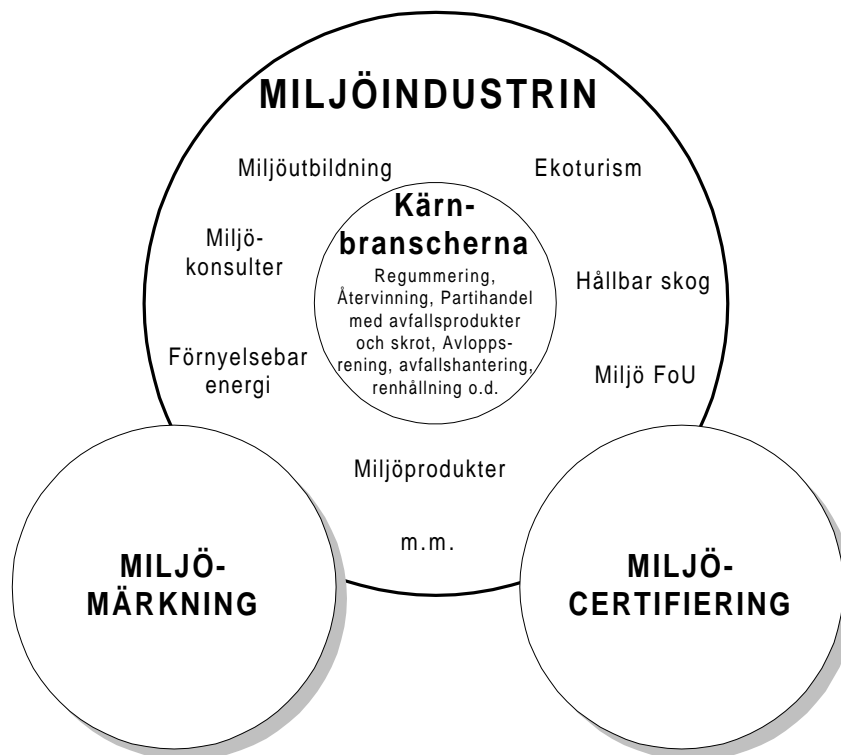 MILJÖINDUSTRIN
Miljöutbildning
Ekoturism
Kärn-
branscherna
Regummering,
Återvinning, Partihandel
med avfallsprodukter
och skrot, Avlopps-
rening, avfallshantering,
renhållning o.d.
Miljö-
konsulter
Hållbar skog
Förnyelsebar
energi
Miljö FoU
Miljöprodukter
m.m.
MILJÖ-
MÄRKNING
MILJÖ-
CERTIFIERING